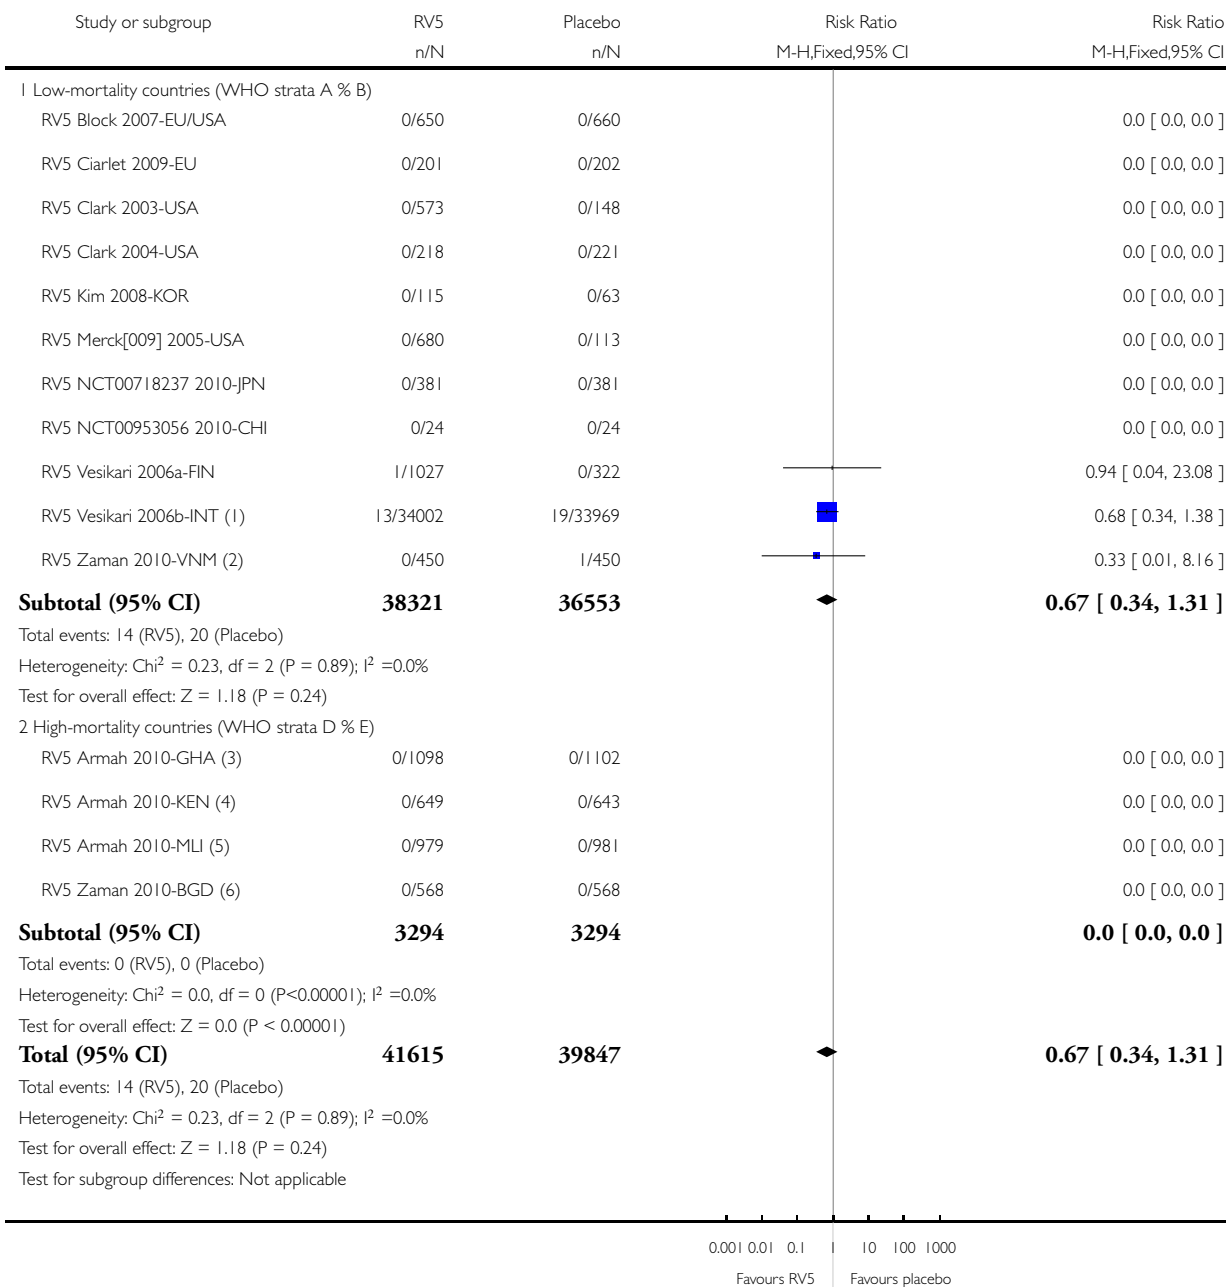 Study or subgroup RV5 Placebo Risk Ratio Risk Ratio
n/N n/N M-H,Fixed,95% CI M-H,Fixed,95% CI
1 Low-mortality countries (WHO strata A % B)
RV5 Block 2007-EU/USA 0/650 0/660 0.0 [ 0.0, 0.0 ]
RV5 Ciarlet 2009-EU 0/201 0/202 0.0 [ 0.0, 0.0 ]
RV5 Clark 2003-USA 0/573 0/148 0.0 [ 0.0, 0.0 ]
RV5 Clark 2004-USA 0/218 0/221 0.0 [ 0.0, 0.0 ]
RV5 Kim 2008-KOR 0/115 0/63 0.0 [ 0.0, 0.0 ]
RV5 Merck[009] 2005-USA 0/680 0/113 0.0 [ 0.0, 0.0 ]
RV5 NCT00718237 2010-JPN 0/381 0/381 0.0 [ 0.0, 0.0 ]
RV5 NCT00953056 2010-CHI 0/24 0/24 0.0 [ 0.0, 0.0 ]
RV5 Vesikari 2006a-FIN 1/1027 0/322 0.94 [ 0.04, 23.08 ]
RV5 Vesikari 2006b-INT (1) 13/34002 19/33969 0.68 [ 0.34, 1.38 ]
RV5 Zaman 2010-VNM (2) 0/450 1/450 0.33 [ 0.01, 8.16 ]
Subtotal (95% CI) 38321 36553 0.67 [ 0.34, 1.31 ]
Total events: 14 (RV5), 20 (Placebo)
Heterogeneity: Chi² = 0.23, df = 2 (P = 0.89); I² =0.0%
Test for overall effect: Z = 1.18 (P = 0.24)
2 High-mortality countries (WHO strata D % E)
RV5 Armah 2010-GHA (3) 0/1098 0/1102 0.0 [ 0.0, 0.0 ]
RV5 Armah 2010-KEN (4) 0/649 0/643 0.0 [ 0.0, 0.0 ]
RV5 Armah 2010-MLI (5) 0/979 0/981 0.0 [ 0.0, 0.0 ]
RV5 Zaman 2010-BGD (6) 0/568 0/568 0.0 [ 0.0, 0.0 ]
Subtotal (95% CI) 3294 3294 0.0 [ 0.0, 0.0 ]
Total events: 0 (RV5), 0 (Placebo)
Heterogeneity: Chi² = 0.0, df = 0 (P<0.00001); I² =0.0%
Test for overall effect: Z = 0.0 (P < 0.00001)
Total (95% CI) 41615 39847 0.67 [ 0.34, 1.31 ]
Total events: 14 (RV5), 20 (Placebo)
Heterogeneity: Chi² = 0.23, df = 2 (P = 0.89); I² =0.0%
Test for overall effect: Z = 1.18 (P = 0.24)
Test for subgroup differences: Not applicable
0.001 0.01 0.1 1 10 100 1000
Favours RV5 Favours placebo